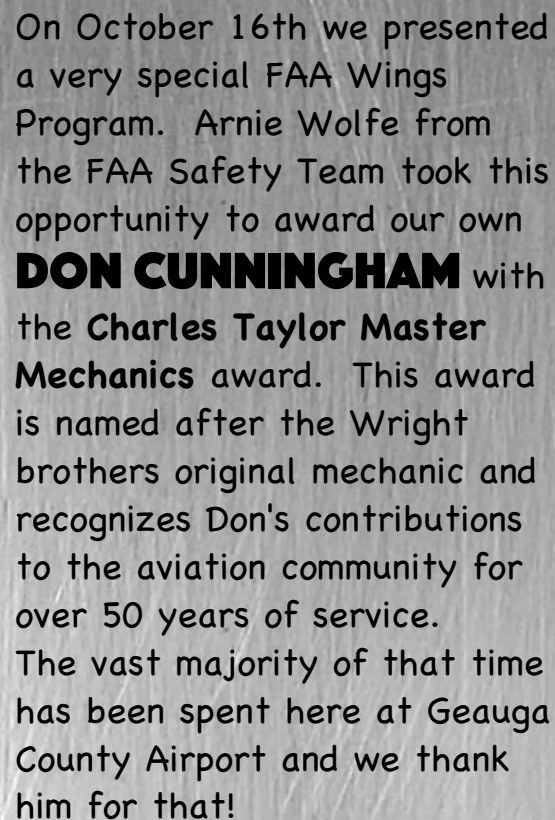 On October 16th we presented
a very special FAA Wings
Program.  Arnie Wolfe from
the FAA Safety Team took this
opportunity to award our own
DON CUNNINGHAM with
the Charles Taylor Master
Mechanics award.  This award
is named after the Wright
brothers original mechanic and
recognizes Don's contributions
to the aviation community for
over 50 years of service.
The vast majority of that time
has been spent here at Geauga
County Airport and we thank
him for that!